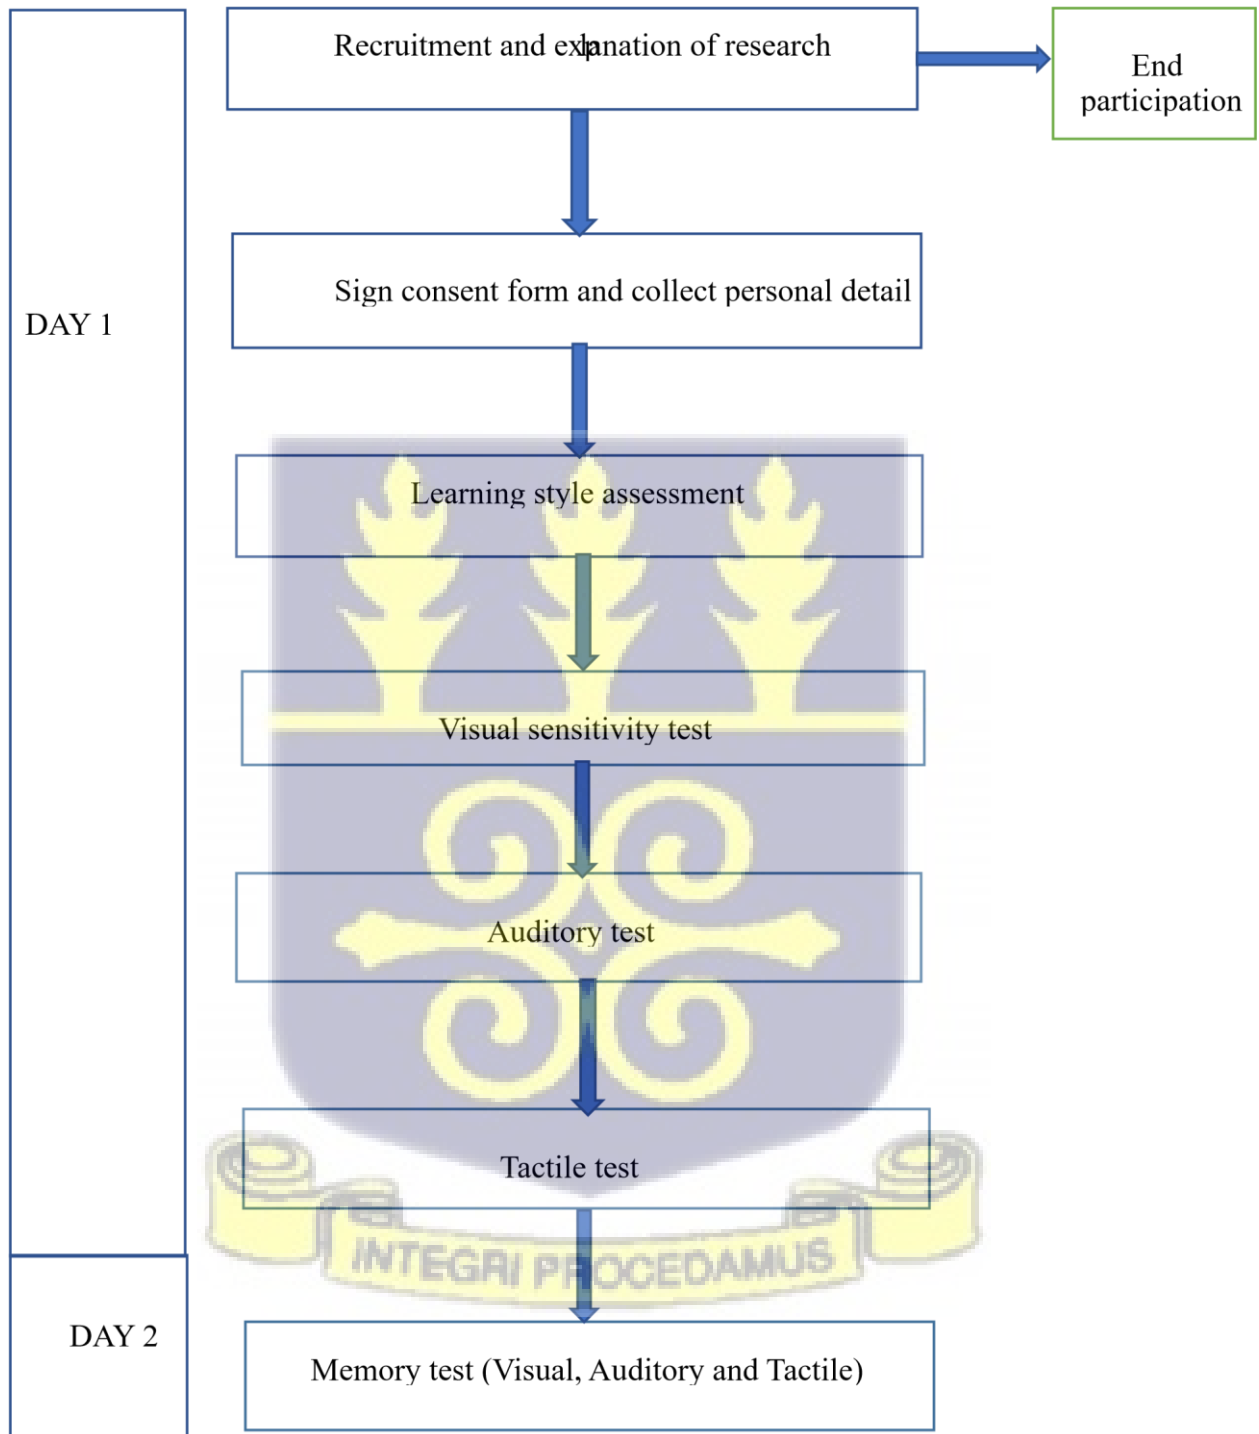 Recruitment and explanation of research
End
participation
Sign consent form and collect personal detail
DAY 1
Learning style assessment
Visual sensitivity test
Auditory test
Tactile test
INTEGRI PROCEDAMUS
DAY 2
Memory test (Visual, Auditory and Tactile)